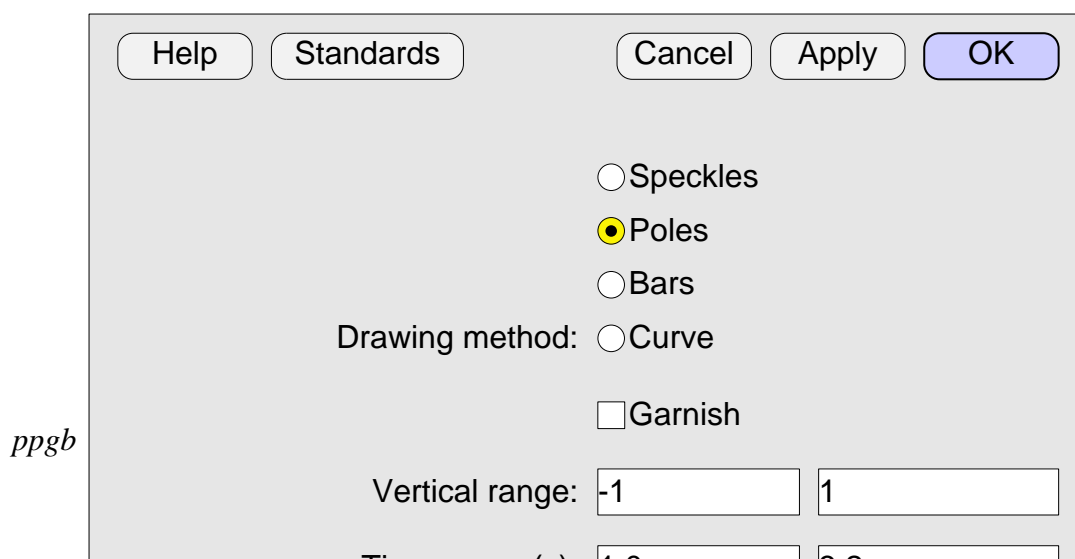 Help Standards Cancel Apply OK
Speckles
Poles
Bars
Drawing method: Curve
Garnish
ppgb
Vertical range: -1 1